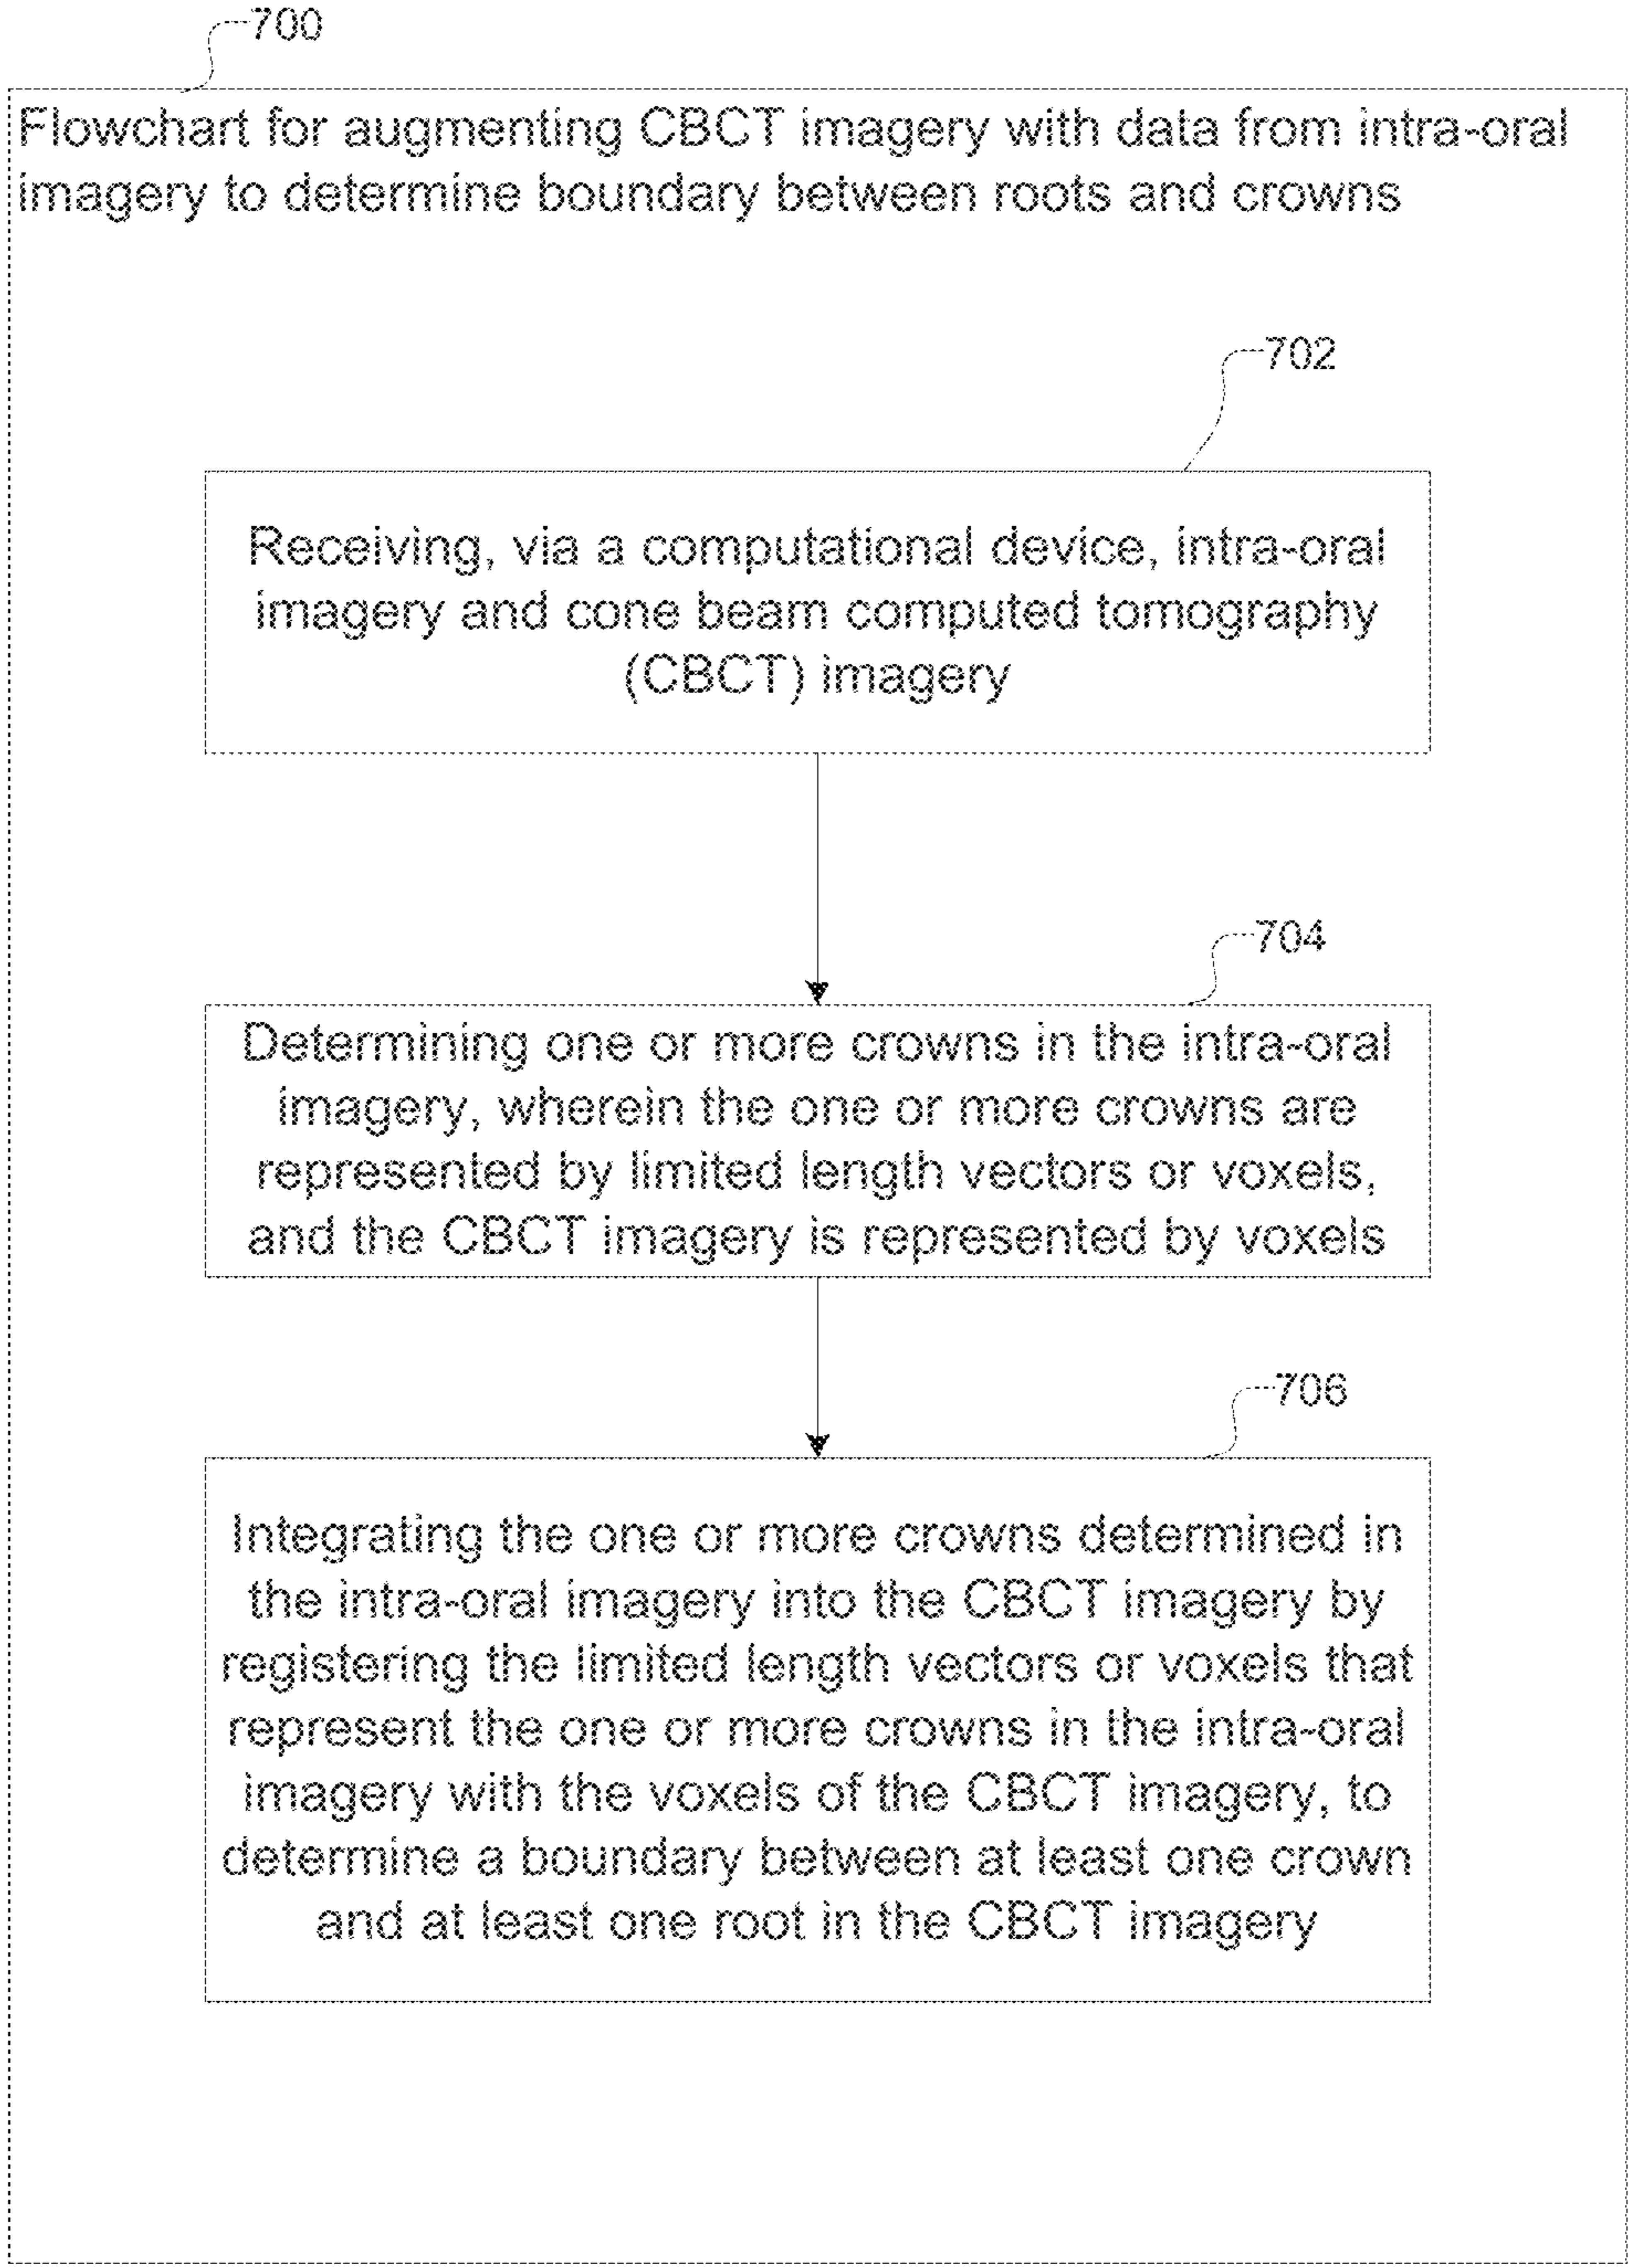 700
Flowchart for augmenting CBCT imagery with data from intra-oral
imagery to determine boundary between roots and crowns
702
Receiving, via a computational device, intra-oral
imagery and cone beam computed tomography
(CBCT) imagery
704
Determining one or more crowns in the intra-oral
imagery, wherein the one or more crowns are
represented by limited length vectors or voxels,
and the CBCT imagery is represented by voxels
706
Integrating the one or more crowns determined in
the intra-oral imagery into the CBCT imagery by
registering the limited length vectors or voxels that
represent the one or more crowns in the intra-oral
imagery with the voxels of the CBCT imagery, to
determine a boundary between at least one crown
and at least one root in the CBCT imagery